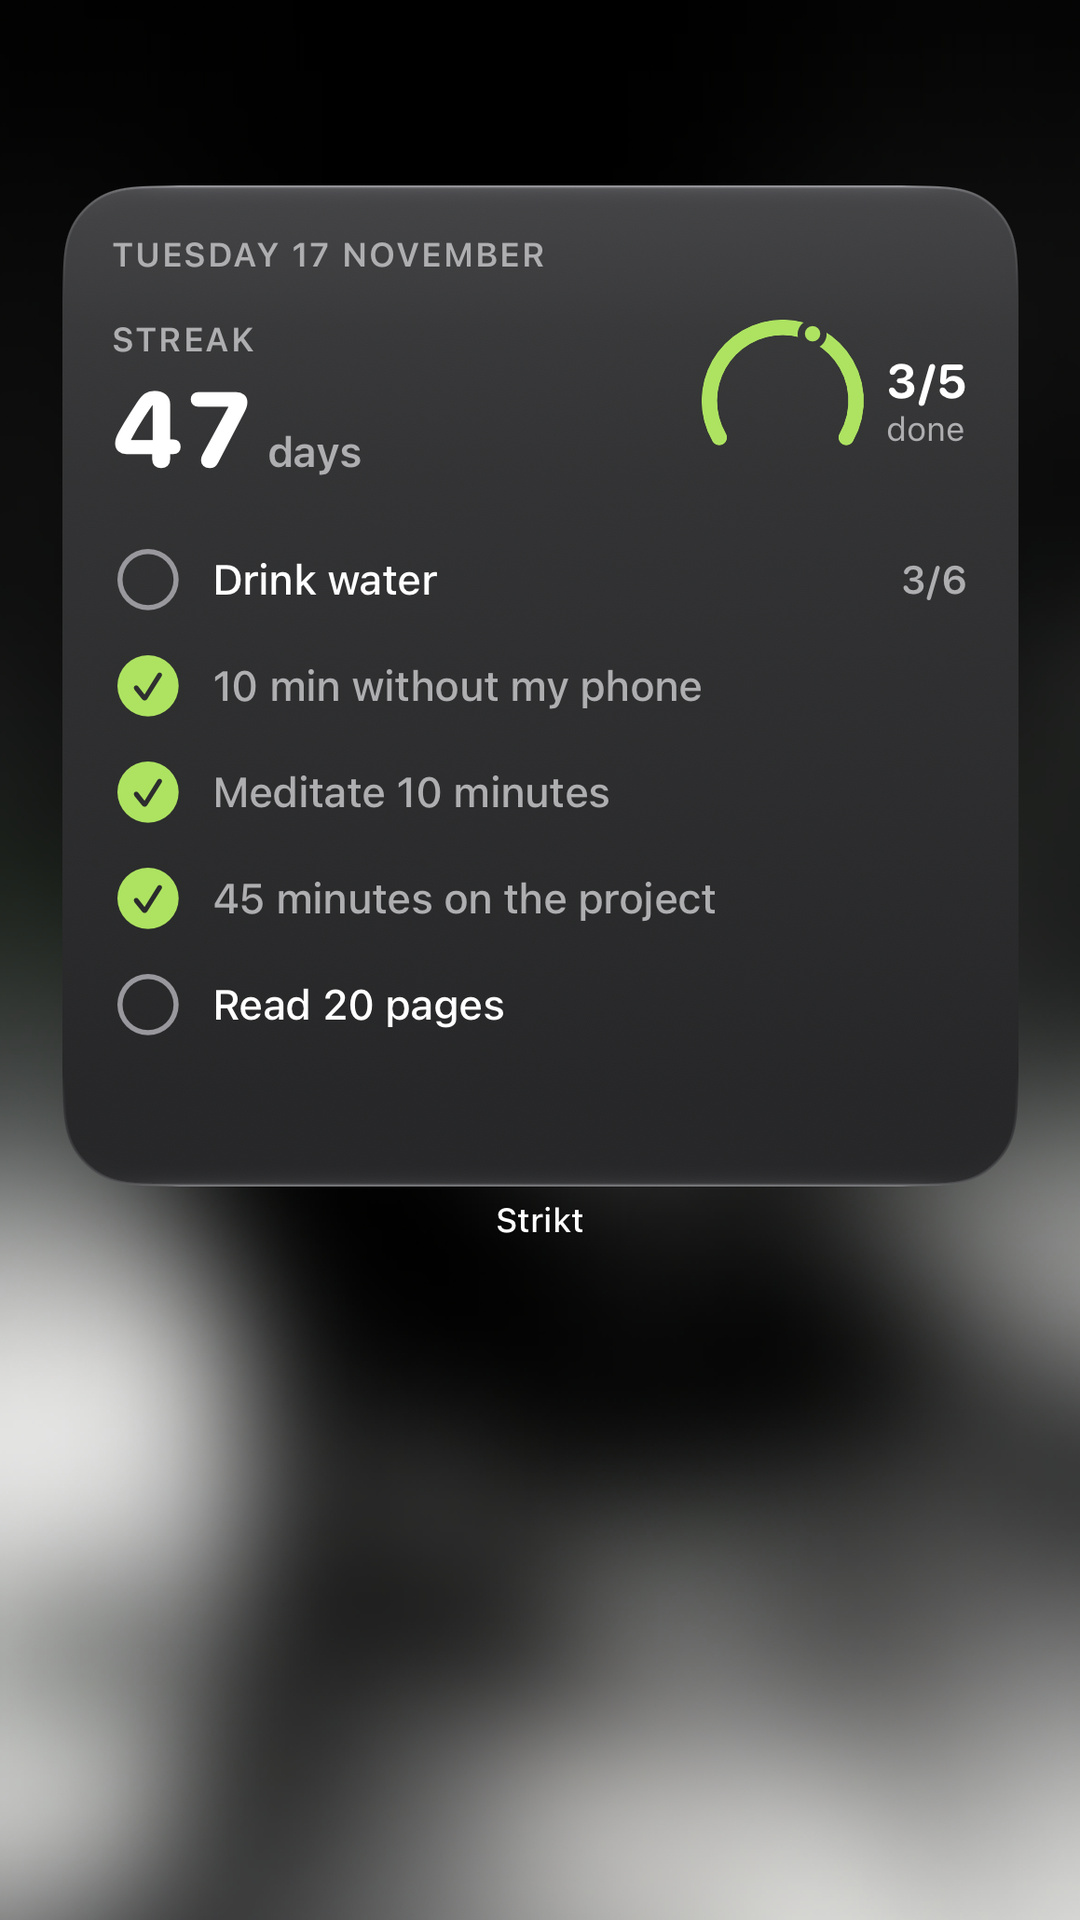 TUESDAY 17 NOVEMBER
STREAK
47 days
3/5
done
Drink water 3/6
10 min without my phone
Meditate 10 minutes
45 minutes on the project
Read 20 pages
Strikt